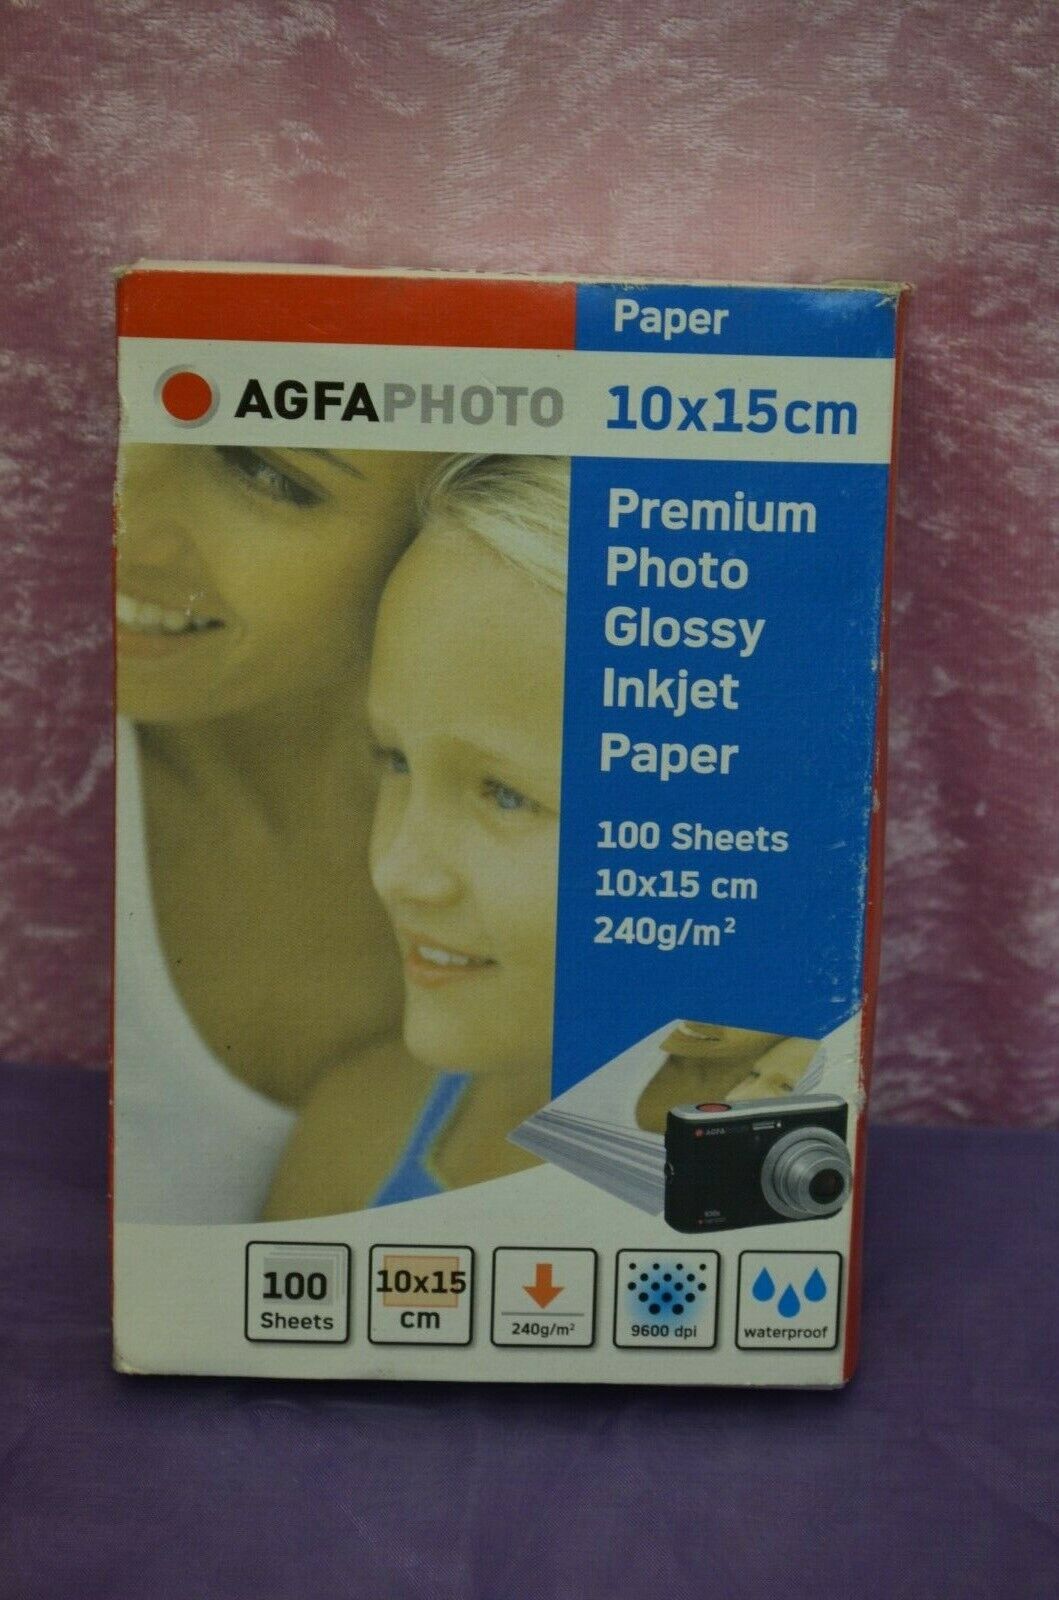 Paper
AGFAPHOTO
10x15cm
Premium
Photo
Glossy
Inkjet
Paper
100 Sheets
10x15 cm
240g/m²
AGFAPHOTO
100
Sheets
10x15
cm
240g/m²
9600 dpi
waterproof